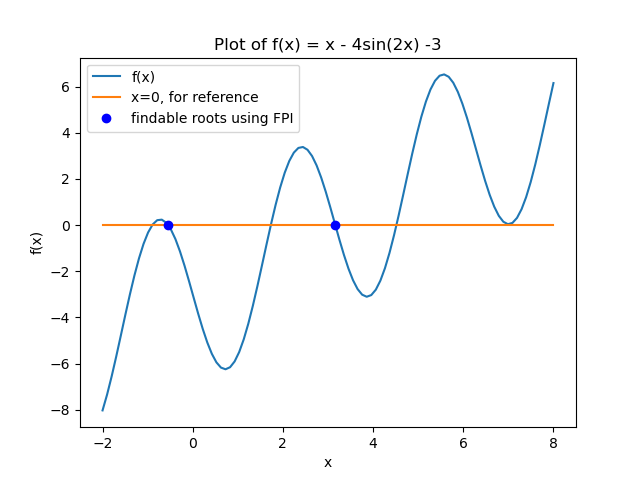 Plot of f(x) = x - 4sin(2x) -3
f(x)
x=0, for reference
findable roots using FPI
6
4
2
0
−2
−4
−6
−8
f(x)
−2
0
2
4
6
8
x